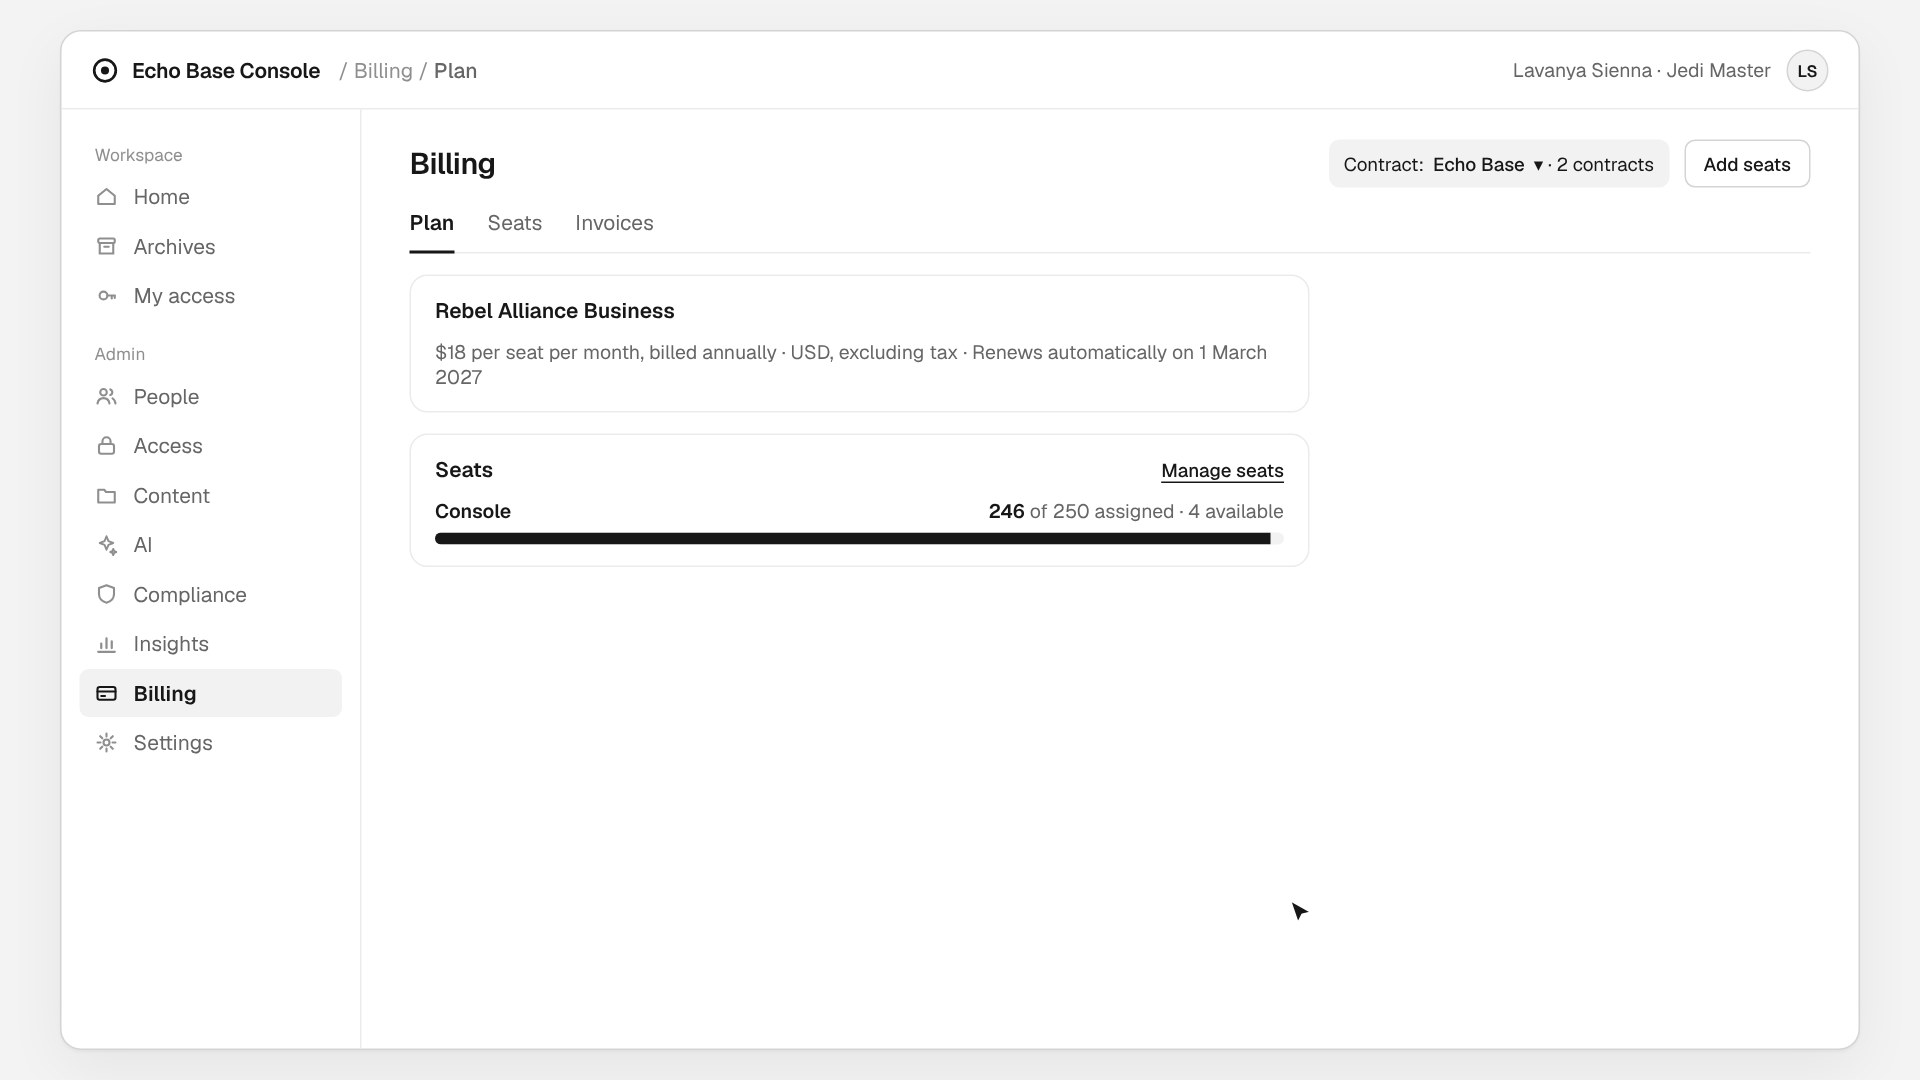 Echo Base Console / Billing / Plan
Lavanya Sienna · Jedi Master LS
Workspace
Home
Archives
My access
Admin
People
Access
Content
AI
Compliance
Insights
Billing
Settings
Billing
Contract: Echo Base ▾ · 2 contracts
Add seats
Plan Seats Invoices
Rebel Alliance Business
$18 per seat per month, billed annually · USD, excluding tax · Renews automatically on 1 March
2027
Seats Manage seats
Console 246 of 250 assigned · 4 available